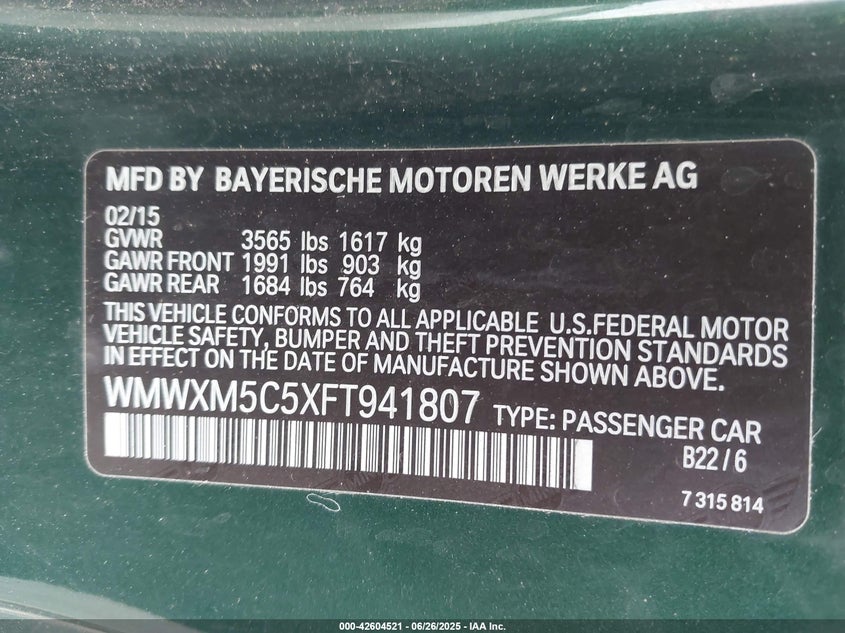 MFD BY BAYERISCHE MOTOREN WERKE AG
02/15
GVWR 3565 lbs 1617 kg
GAWR FRONT 1991 lbs 903 kg
GAWR REAR 1684 lbs 764 kg
THIS VEHICLE CONFORMS TO ALL APPLICABLE U.S.FEDERAL MOTOR
VEHICLE SAFETY, BUMPER AND THEFT PREVENTION STANDARDS
IN EFFECT ON THE DATE OF MANUFACTURE SHOWN ABOVE.
WMWXM5C5XFT941807 TYPE: PASSENGER CAR
B22/6
7 315 814
000-42604521 - 06/26/2025 - IAA Inc.